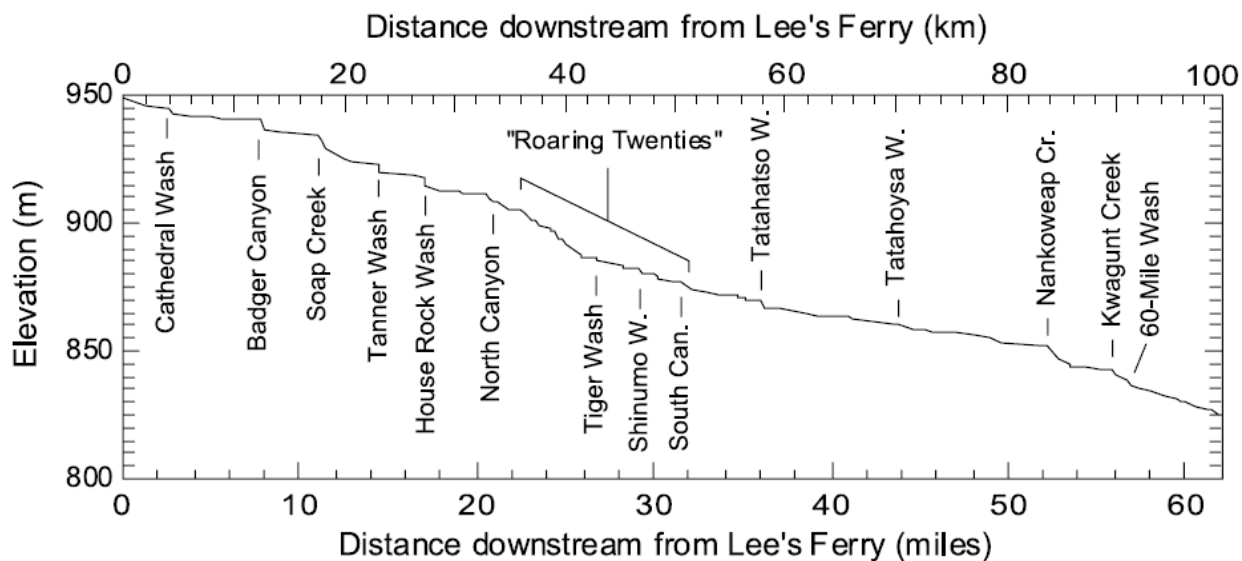 Distance downstream from Lee's Ferry (km)
0 20 40 60 80 100
950
900
850
800
Elevation (m)
"Roaring Twenties"
Cathedral Wash
Badger Canyon
Soap Creek
Tanner Wash
House Rock Wash
North Canyon
Tiger Wash
Shinumo W.
South Can.
Tatahatso W.
Tatahoysa W.
Nankoweap Cr.
Kwagunt Creek
60-Mile Wash
0 10 20 30 40 50 60
Distance downstream from Lee's Ferry (miles)